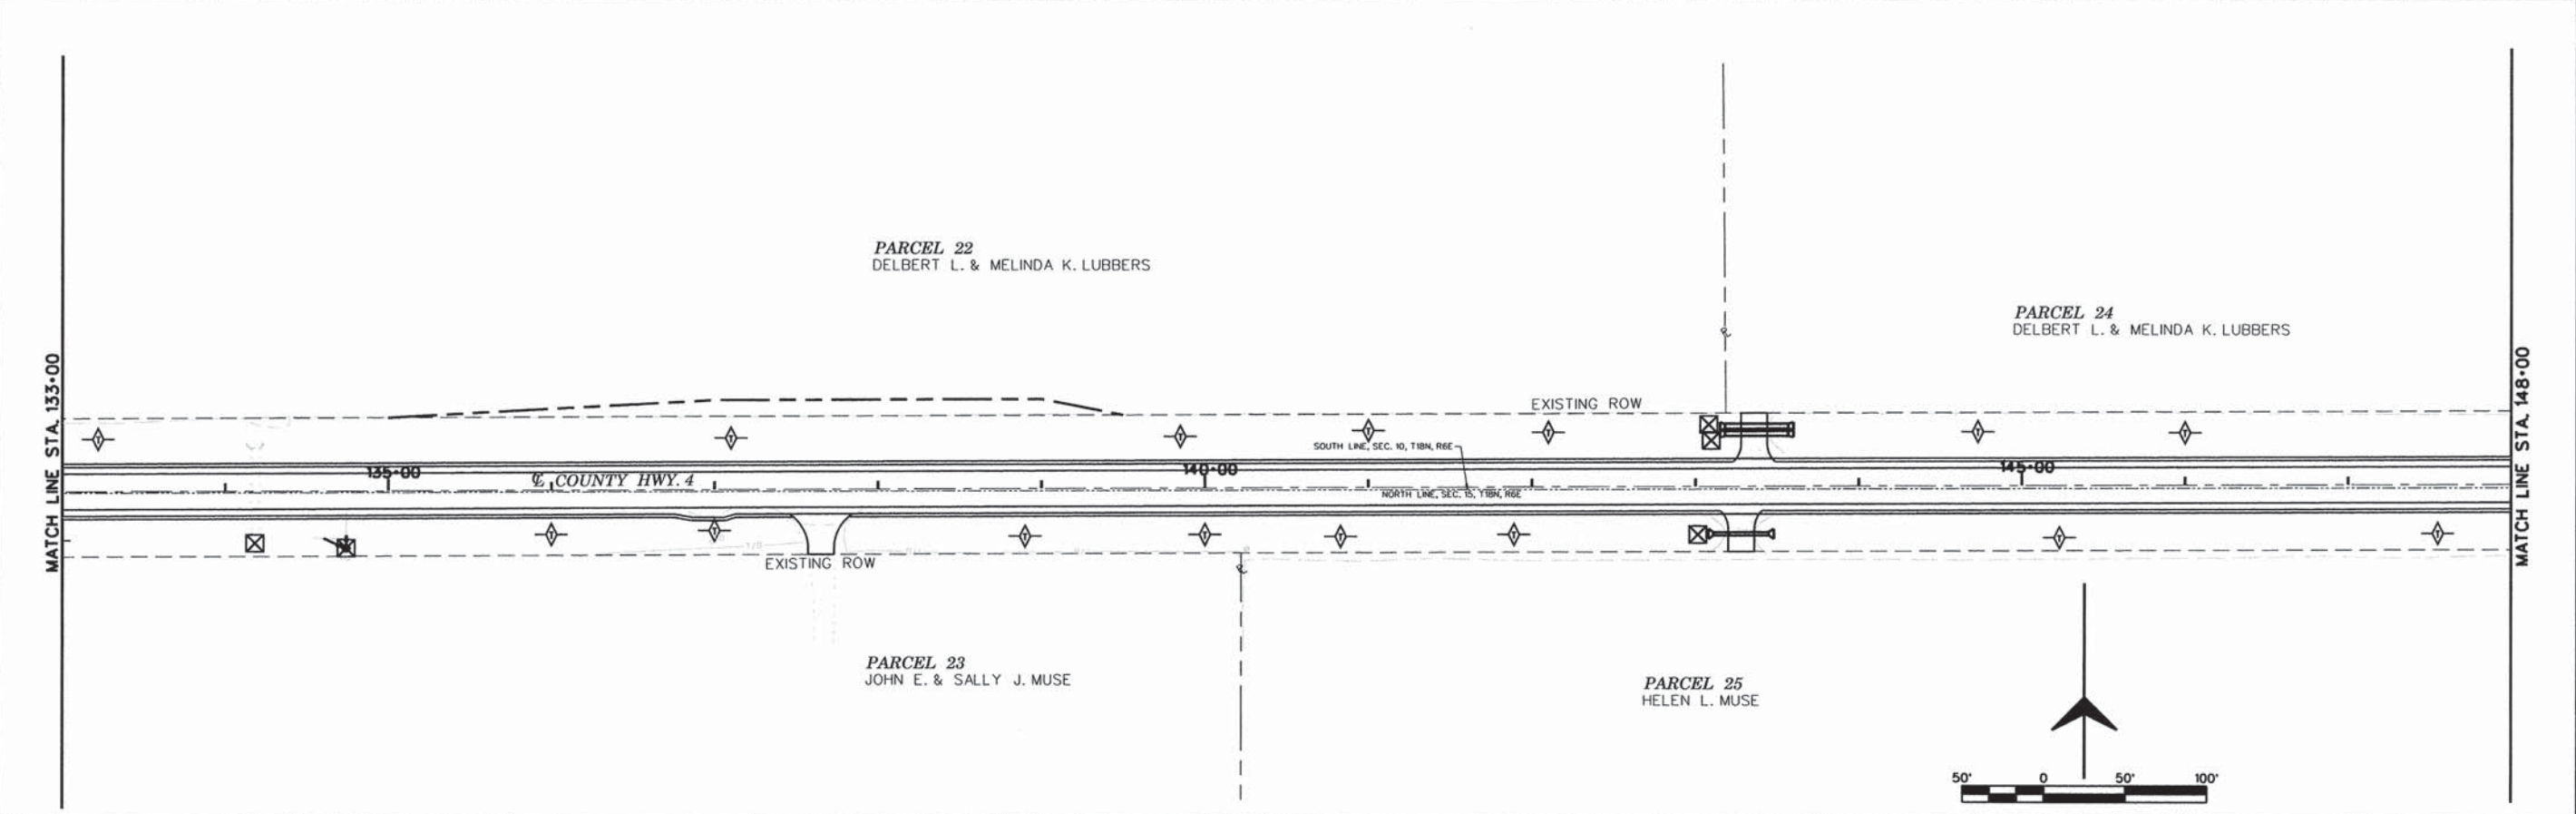 PARCEL 22
DELBERT L. & MELINDA K. LUBBERS
PARCEL 24
DELBERT L. & MELINDA K. LUBBERS
MATCH LINE STA. 133+00
MATCH LINE STA. 148+00
EXISTING ROW
SOUTH LINE, SEC. 10, T18N, R6E
135+00
140+00
145+00
℄ COUNTY HWY. 4
NORTH LINE, SEC. 15, T18N, R6E
EXISTING ROW
PARCEL 23
JOHN E. & SALLY J. MUSE
PARCEL 25
HELEN L. MUSE
50' 0 50' 100'